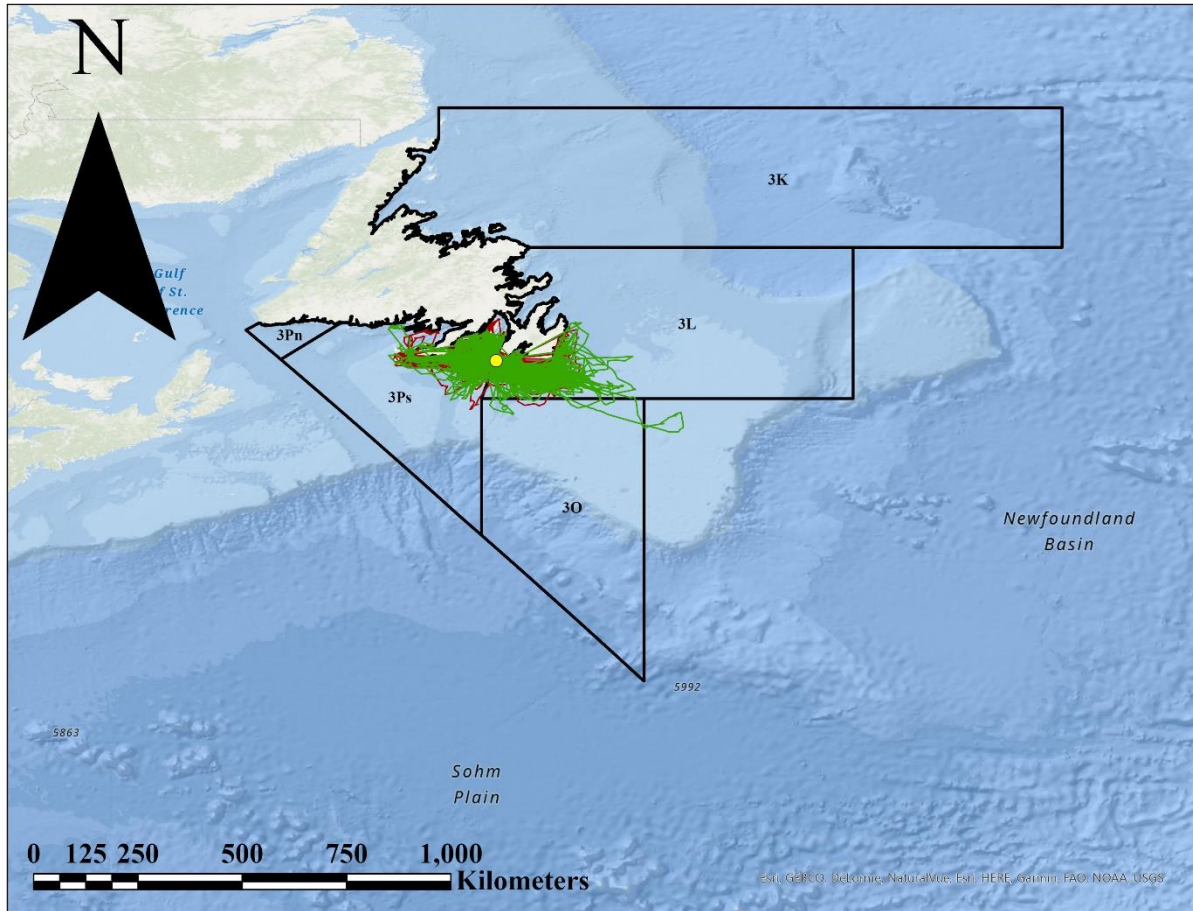 N
3K
Gulf
f St.
rence
3L
3Pn
3Ps
3O
Newfoundland
Basin
5992
5863
Sohm
Plain
0 125 250 500 750 1,000
Kilometers
Esri, GEBCO, DeLorme, NaturalVue, Esri, HERE, Garmin, FAO, NOAA, USGS